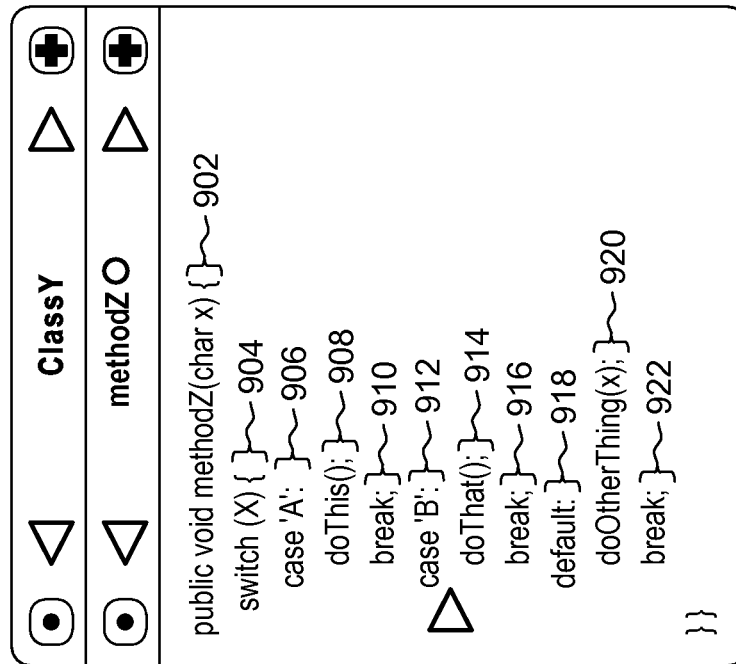 ClassY
methodZ
public void methodZ(char x) { 902
switch (X) { 904
case 'A': 906
doThis(); 908
break; 910
case 'B': 912
doThat(); 914
break; 916
default: 918
doOtherThing(x); 920
break; 922
}}